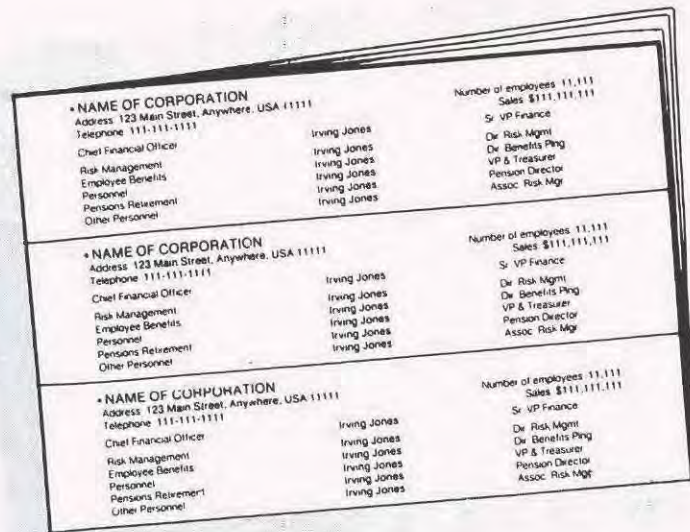 • NAME OF CORPORATION Number of employees 11,111
Address 123 Main Street, Anywhere, USA 11111 Sales $111,111,111
Telephone 111-111-1111
Chief Financial Officer Irving Jones Sr VP Finance
Risk Management Irving Jones Dir Risk Mgmt
Employee Benefits Irving Jones Dir Benefits Plng
Personnel Irving Jones VP & Treasurer
Pensions Retirement Irving Jones Pension Director
Other Personnel Irving Jones Assoc Risk Mgr
• NAME OF CORPORATION Number of employees 11,111
Address 123 Main Street, Anywhere, USA 11111 Sales $111,111,111
Telephone 111-111-1111
Chief Financial Officer Irving Jones Sr VP Finance
Risk Management Irving Jones Dir Risk Mgmt
Employee Benefits Irving Jones Dir Benefits Plng
Personnel Irving Jones VP & Treasurer
Pensions Retirement Irving Jones Pension Director
Other Personnel Irving Jones Assoc Risk Mgr
• NAME OF CORPORATION Number of employees 11,111
Address 123 Main Street, Anywhere, USA 11111 Sales $111,111,111
Telephone 111-111-1111
Chief Financial Officer Irving Jones Sr VP Finance
Risk Management Irving Jones Dir Risk Mgmt
Employee Benefits Irving Jones Dir Benefits Plng
Personnel Irving Jones VP & Treasurer
Pensions Retirement Irving Jones Pension Director
Other Personnel Irving Jones Assoc Risk Mgr